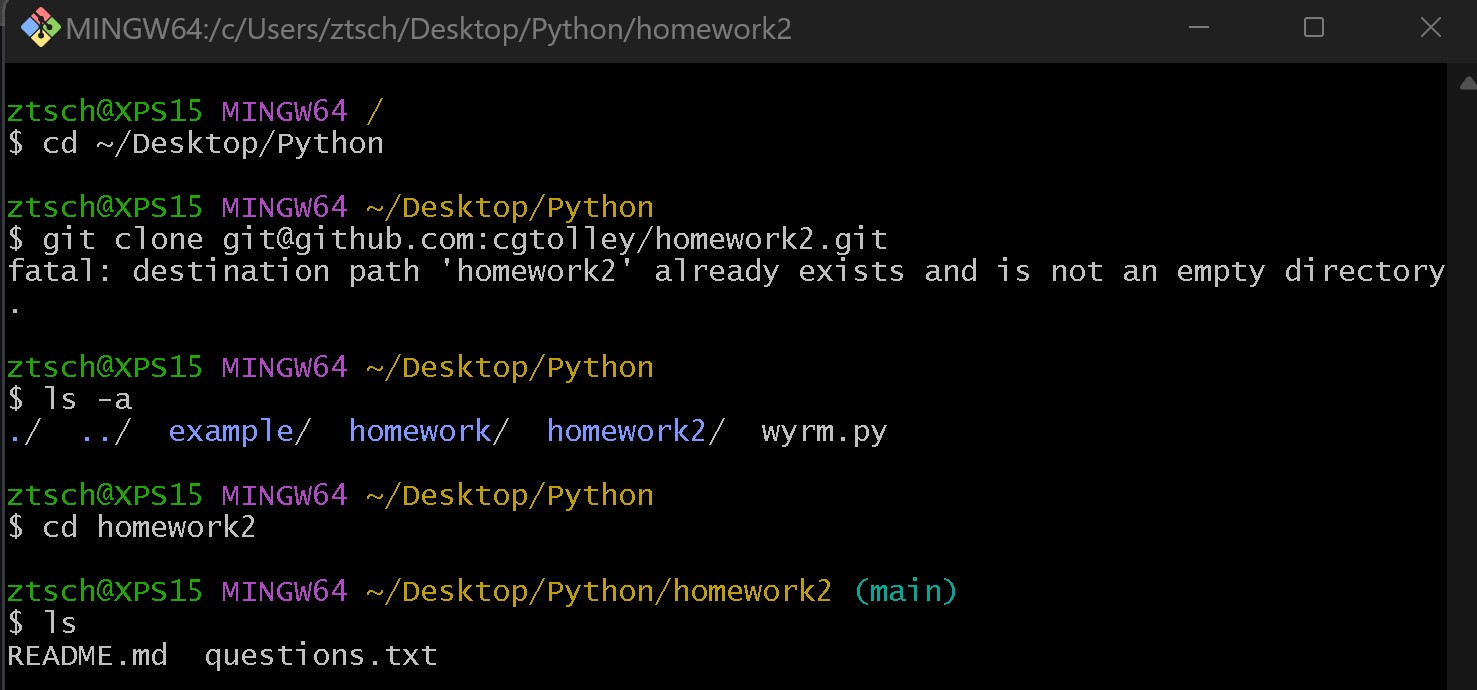 MINGW64:/c/Users/ztsch/Desktop/Python/homework2
ztsch@XPS15 MINGW64 /
$ cd ~/Desktop/Python
ztsch@XPS15 MINGW64 ~/Desktop/Python
$ git clone git@github.com:cgtolley/homework2.git
fatal: destination path 'homework2' already exists and is not an empty directory
.
ztsch@XPS15 MINGW64 ~/Desktop/Python
$ ls -a
./  ../  example/  homework/  homework2/  wyrm.py
ztsch@XPS15 MINGW64 ~/Desktop/Python
$ cd homework2
ztsch@XPS15 MINGW64 ~/Desktop/Python/homework2 (main)
$ ls
README.md  questions.txt